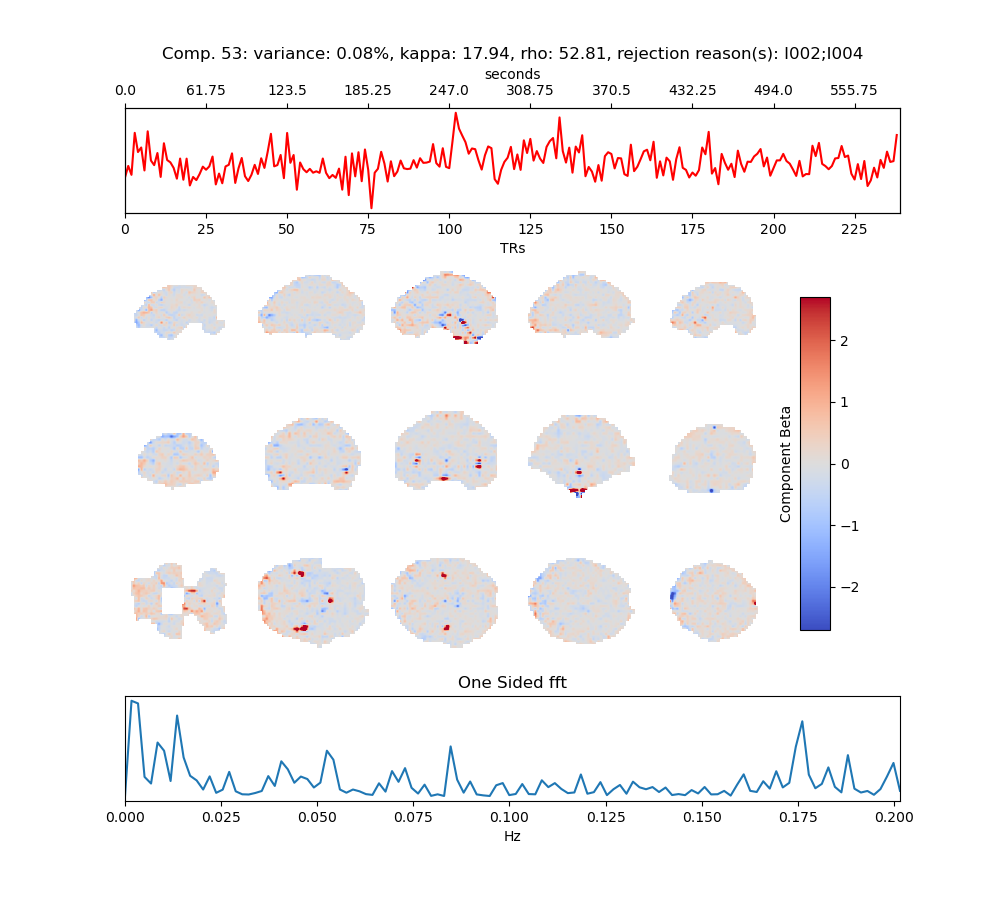 Comp. 53: variance: 0.08%, kappa: 17.94, rho: 52.81, rejection reason(s): I002;I004
seconds
0.0 61.75 123.5 185.25 247.0 308.75 370.5 432.25 494.0 555.75
0 25 50 75 100 125 150 175 200 225
TRs
2
1
0
−1
−2
Component Beta
One Sided fft
0.000 0.025 0.050 0.075 0.100 0.125 0.150 0.175 0.200
Hz